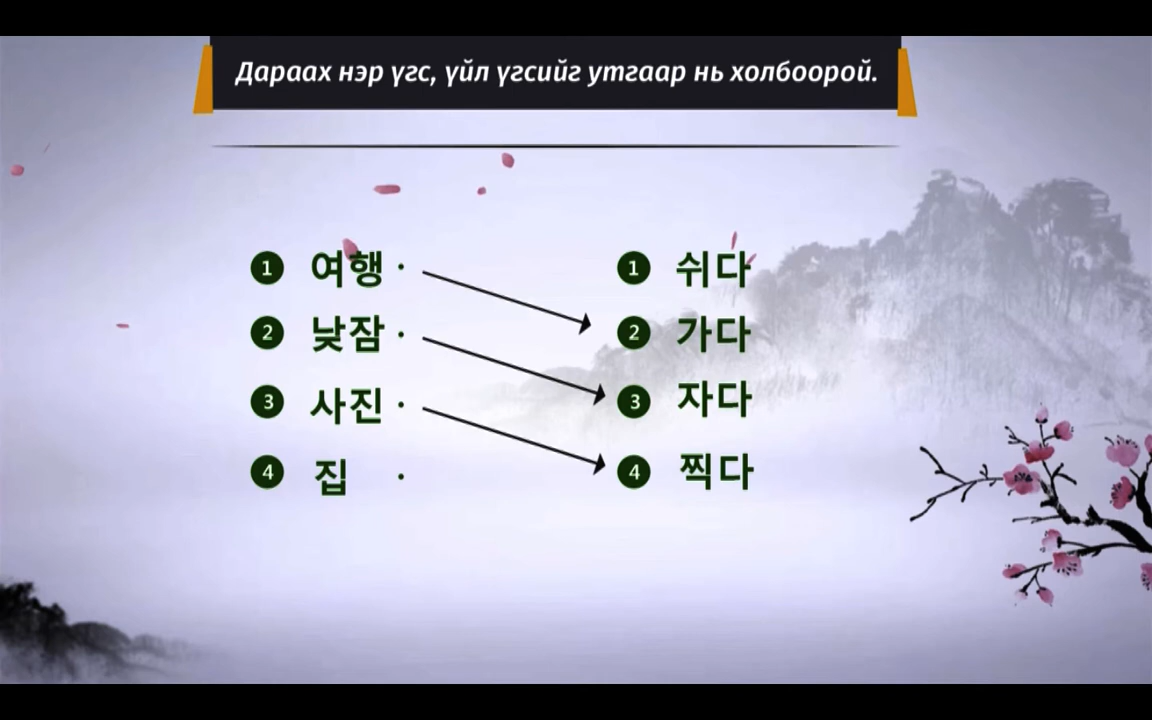 Дараах нэр үгс, үйл үгсийг утгаар нь холбоорой.
1 여행 · 1 쉬다
2 낮잠 · 2 가다
3 사진 · 3 자다
4 집 · 4 찍다